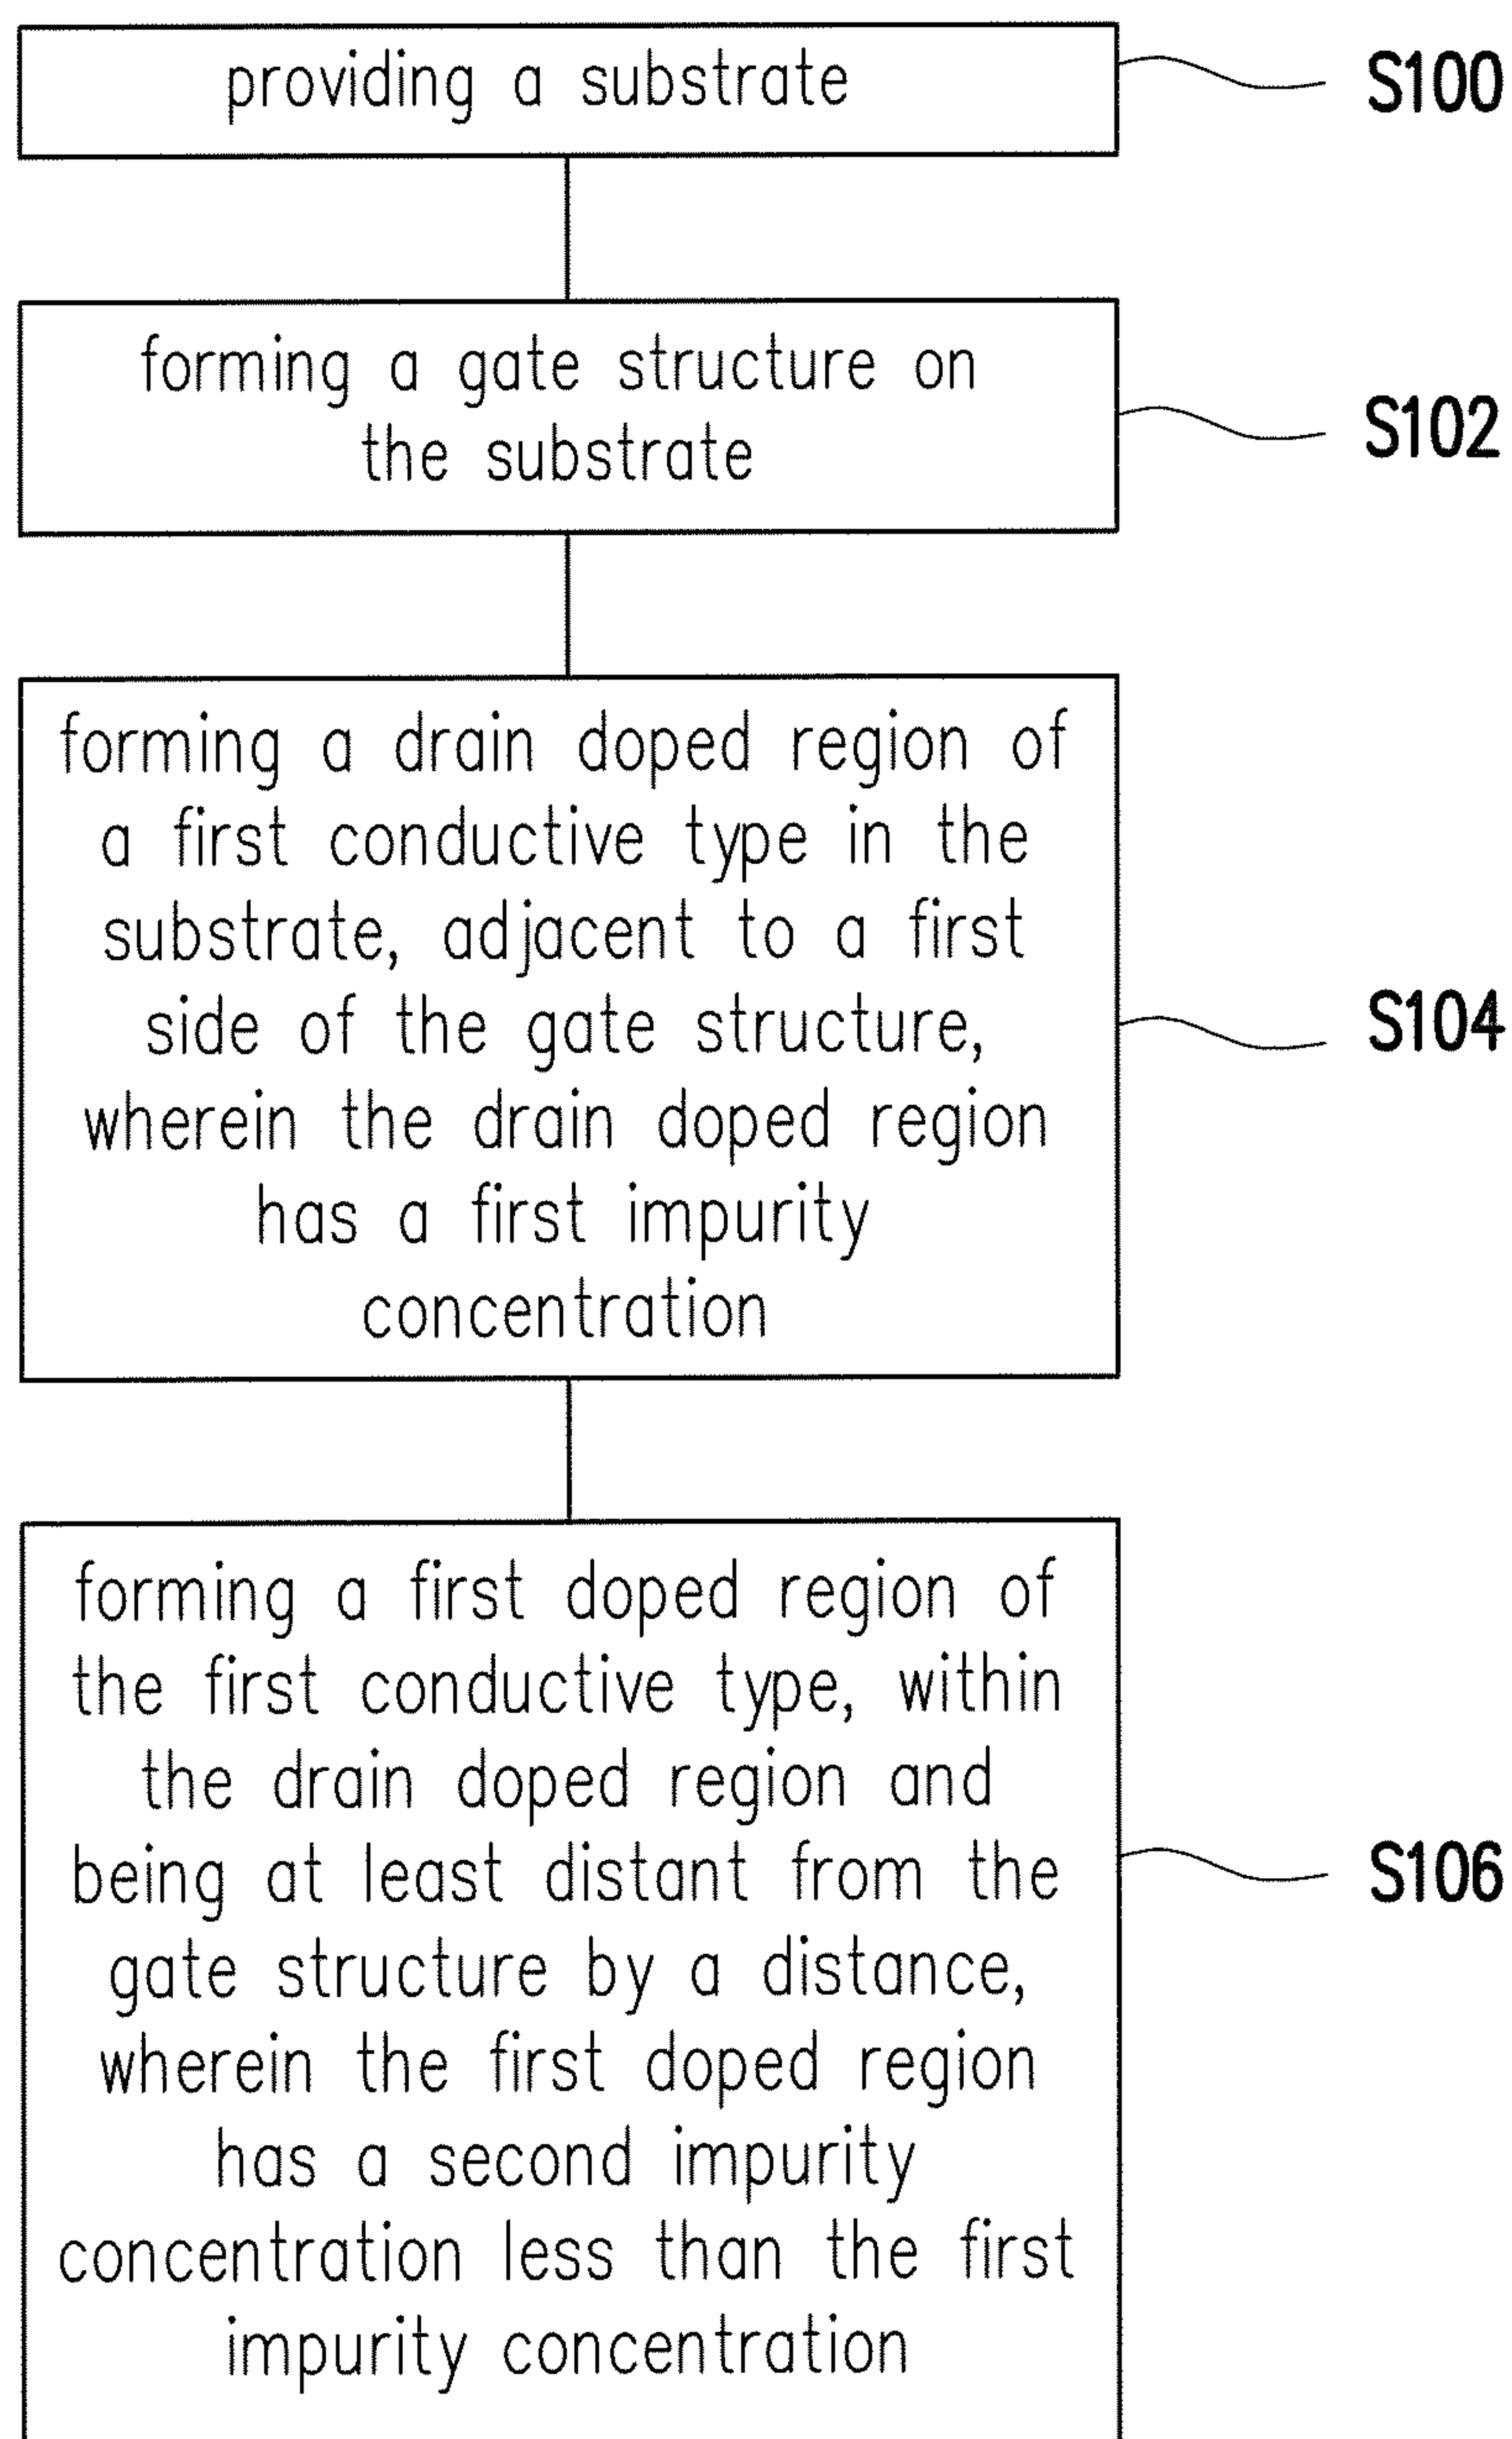 providing a substrate
S100
forming a gate structure on
the substrate
S102
forming a drain doped region of
a first conductive type in the
substrate, adjacent to a first
side of the gate structure,
wherein the drain doped region
has a first impurity
concentration
S104
forming a first doped region of
the first conductive type, within
the drain doped region and
being at least distant from the
gate structure by a distance,
wherein the first doped region
has a second impurity
concentration less than the first
impurity concentration
S106